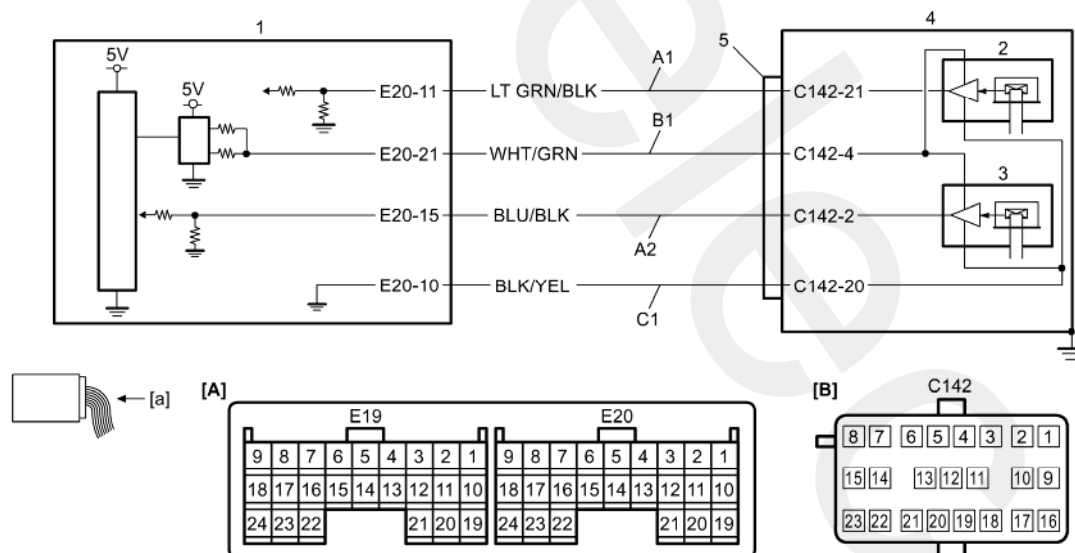 1
4
5V
5V
5
2
A1
E20-11
LT GRN/BLK
C142-21
B1
E20-21
WHT/GRN
C142-4
3
E20-15
BLU/BLK
C142-2
A2
E20-10
BLK/YEL
C142-20
C1
[a]
[A]
E19
E20
9 8 7 6 5 4 3 2 1
9 8 7 6 5 4 3 2 1
18 17 16 15 14 13 12 11 10
18 17 16 15 14 13 12 11 10
24 23 22 21 20 19
24 23 22 21 20 19
[B]
C142
8 7 6 5 4 3 2 1
15 14 13 12 11 10 9
23 22 21 20 19 18 17 16